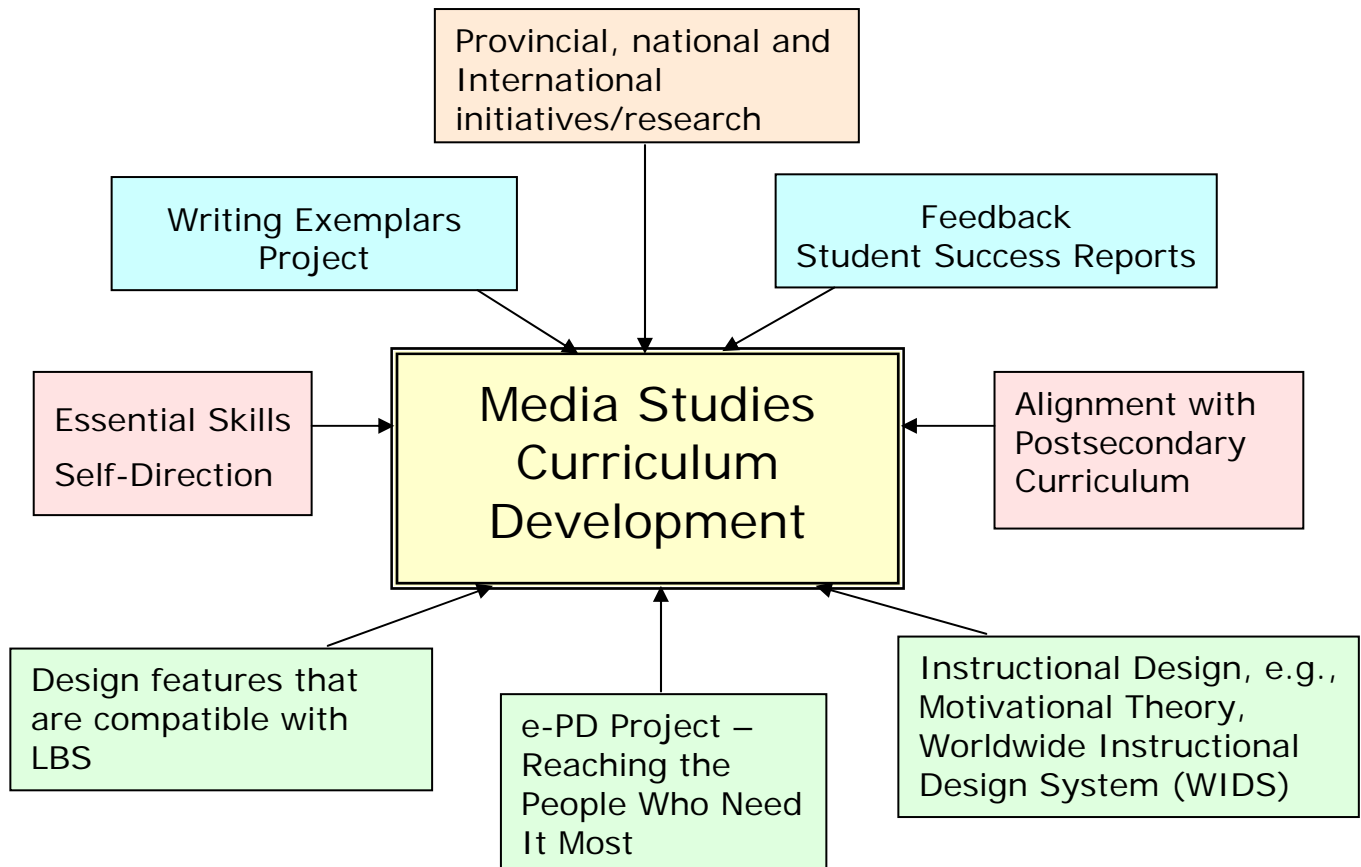 Provincial, national and
International
initiatives/research
Writing Exemplars
Project
Feedback
Student Success Reports
Essential Skills
Self-Direction
Media Studies
Curriculum
Development
Alignment with
Postsecondary
Curriculum
Design features that
are compatible with
LBS
e-PD Project –
Reaching the
People Who Need
It Most
Instructional Design, e.g.,
Motivational Theory,
Worldwide Instructional
Design System (WIDS)